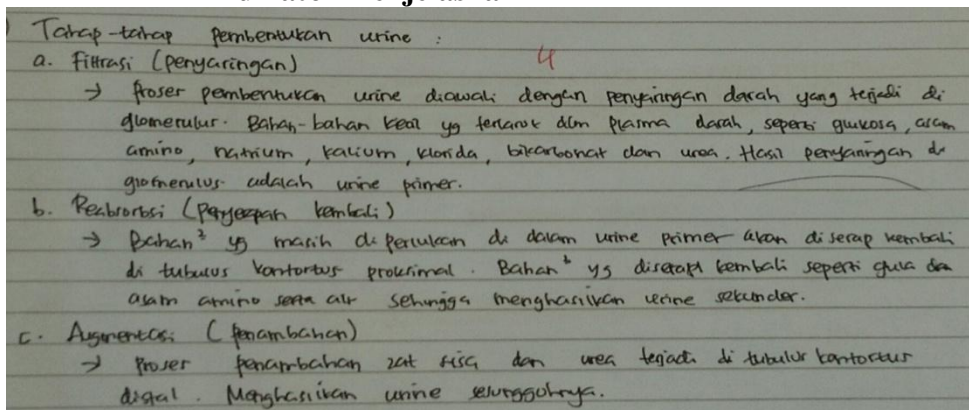 Tahap-tahap pembentukan urine :
4
a. Filtrasi (penyaringan)
→ Proses pembentukan urine diawali dengan penyaringan darah yang terjadi di
glomerulus. Bahan-bahan kecil yg terlarut dlm plasma darah, seperti glukosa, asam
amino, natrium, kalium, klorida, bikarbonat dan urea. Hasil penyaringan di
glomerulus adalah urine primer.
b. Reabsorbsi (penyerapan kembali)
→ Bahan² yg masih diperlukan di dalam urine primer akan diserap kembali
di tubulus kontortus proksimal. Bahan² yg diserap kembali seperti gula dan
asam amino serta air sehingga menghasilkan urine sekunder.
c. Augmentasi (penambahan)
→ Proses penambahan zat sisa dan urea terjadi di tubulus kontortus
distal. Menghasilkan urine sesungguhnya.